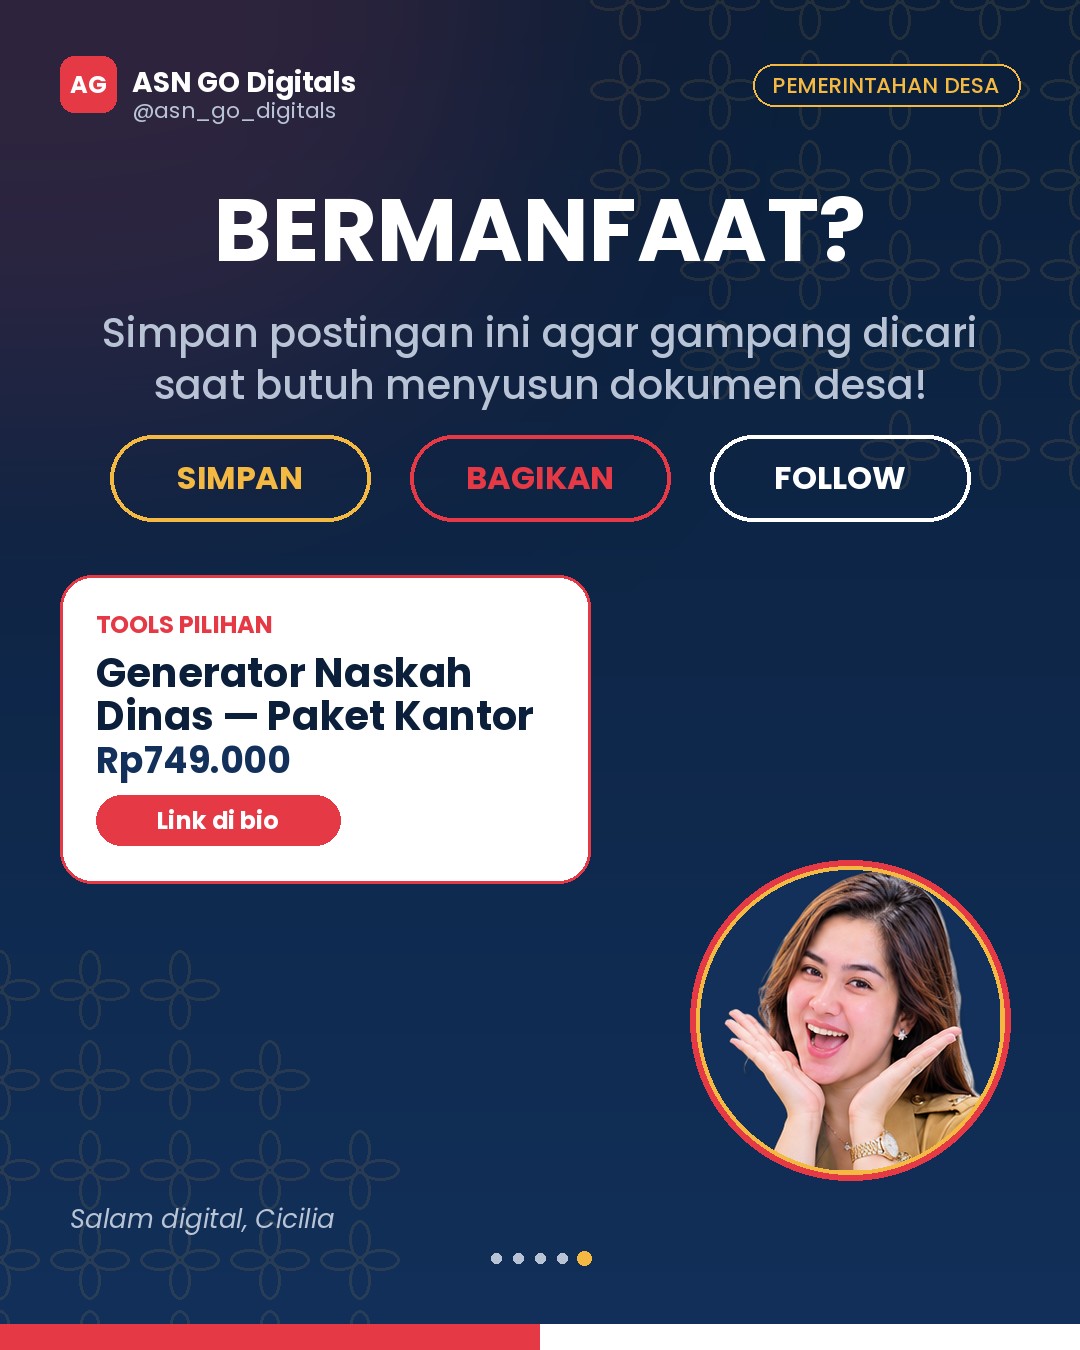 AG
ASN GO Digitals
@asn_go_digitals
PEMERINTAHAN DESA
BERMANFAAT?
Simpan postingan ini agar gampang dicari
saat butuh menyusun dokumen desa!
SIMPAN
BAGIKAN
FOLLOW
TOOLS PILIHAN
Generator Naskah
Dinas — Paket Kantor
Rp749.000
Link di bio
Salam digital, Cicilia